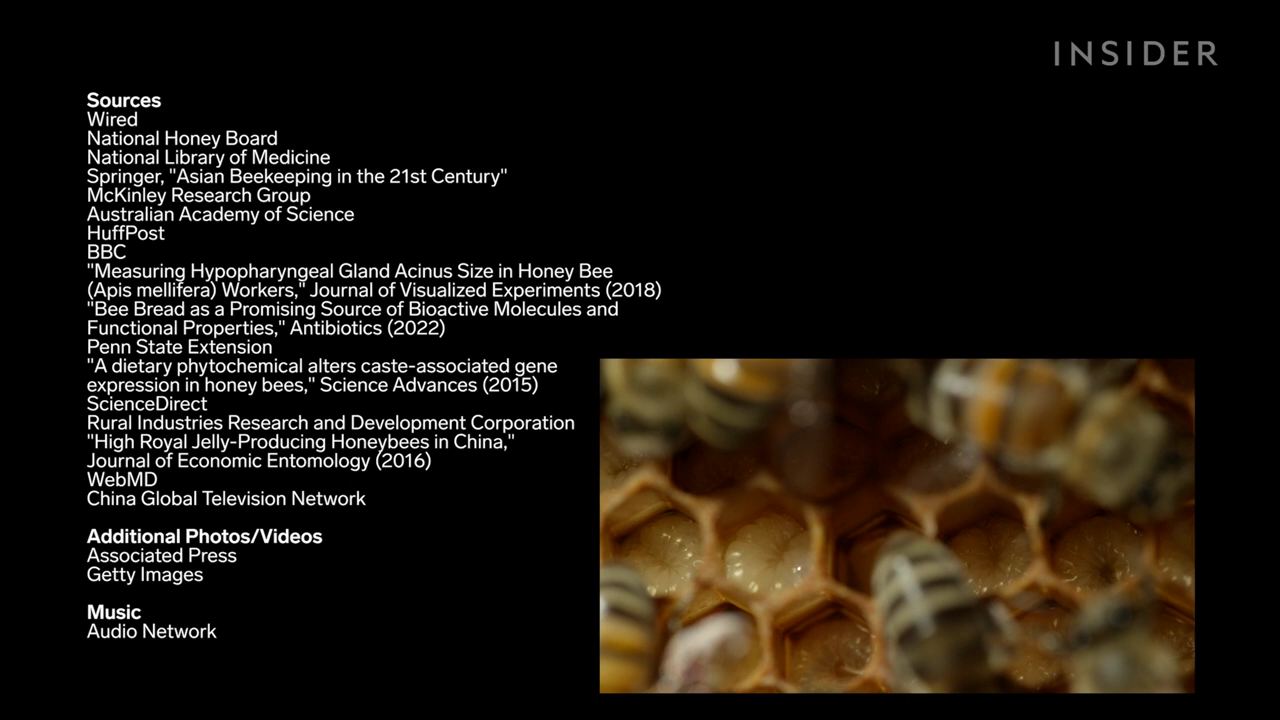 INSIDER
Sources
Wired
National Honey Board
National Library of Medicine
Springer, "Asian Beekeeping in the 21st Century"
McKinley Research Group
Australian Academy of Science
HuffPost
BBC
"Measuring Hypopharyngeal Gland Acinus Size in Honey Bee
(Apis mellifera) Workers," Journal of Visualized Experiments (2018)
"Bee Bread as a Promising Source of Bioactive Molecules and
Functional Properties," Antibiotics (2022)
Penn State Extension
"A dietary phytochemical alters caste-associated gene
expression in honey bees," Science Advances (2015)
ScienceDirect
Rural Industries Research and Development Corporation
"High Royal Jelly-Producing Honeybees in China,"
Journal of Economic Entomology (2016)
WebMD
China Global Television Network
Additional Photos/Videos
Associated Press
Getty Images
Music
Audio Network